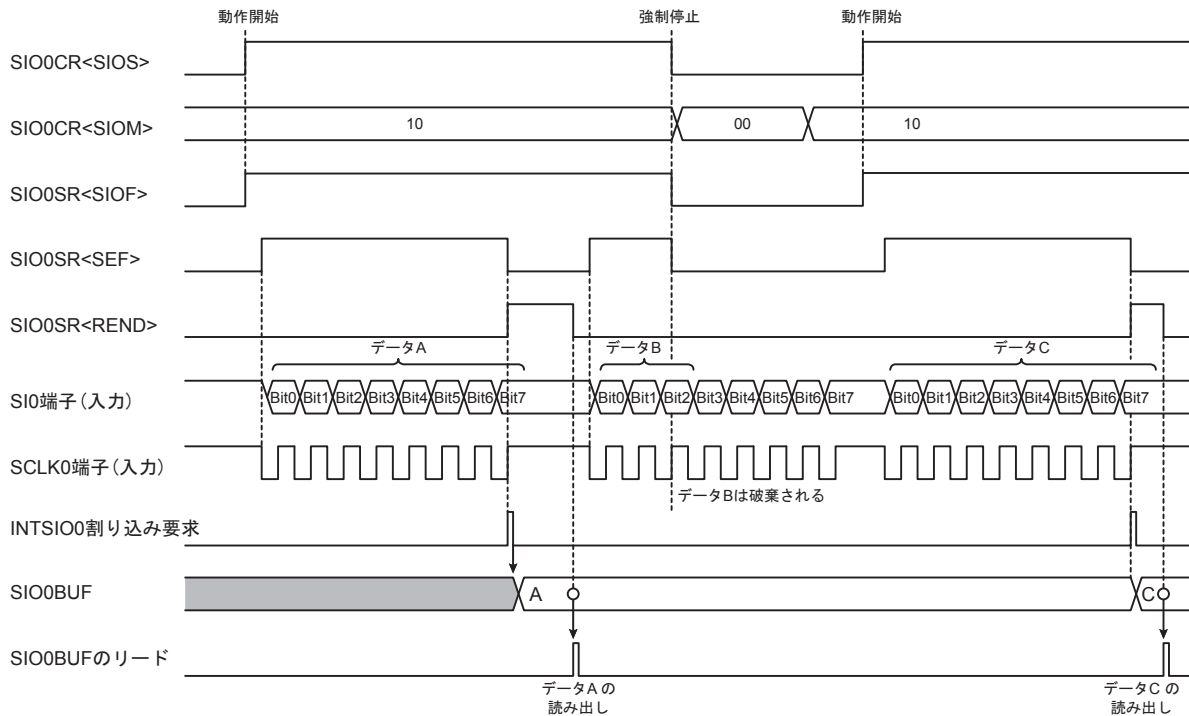 動作開始
強制停止
動作開始
SIO0CR<SIOS>
SIO0CR<SIOM>
10
00
10
SIO0SR<SIOF>
SIO0SR<SEF>
SIO0SR<REND>
データA
データB
データC
SI0端子(入力)
Bit0 Bit1 Bit2 Bit3 Bit4 Bit5 Bit6 Bit7
Bit0 Bit1 Bit2 Bit3 Bit4 Bit5 Bit6 Bit7
Bit0 Bit1 Bit2 Bit3 Bit4 Bit5 Bit6 Bit7
SCLK0端子(入力)
データBは破棄される
INTSIO0割り込み要求
SIO0BUF
A
C
SIO0BUFのリード
データA の
読み出し
データC の
読み出し